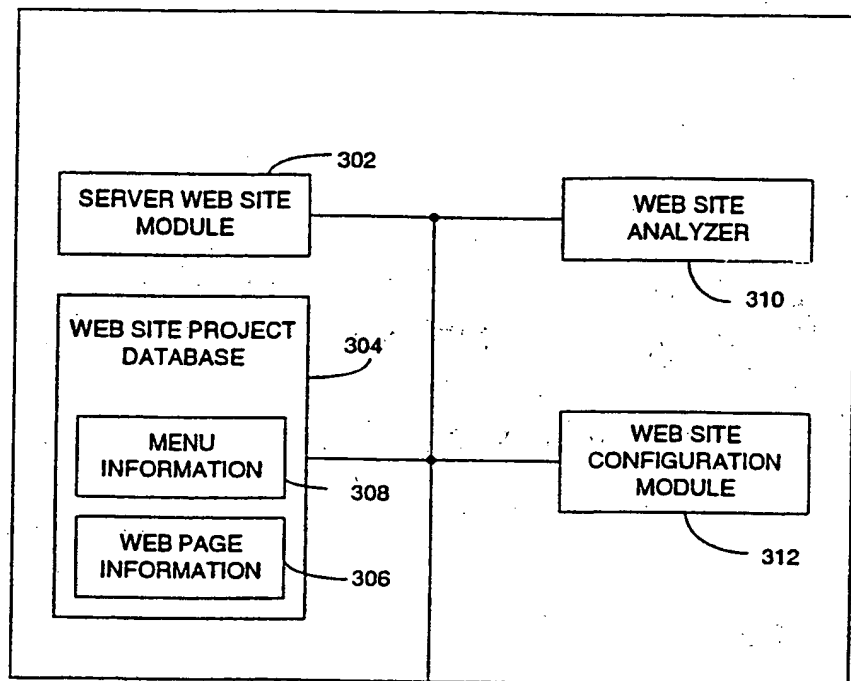 302
SERVER WEB SITE
MODULE
WEB SITE
ANALYZER
310
WEB SITE PROJECT
DATABASE
304
MENU
INFORMATION
308
WEB PAGE
INFORMATION
306
WEB SITE
CONFIGURATION
MODULE
312